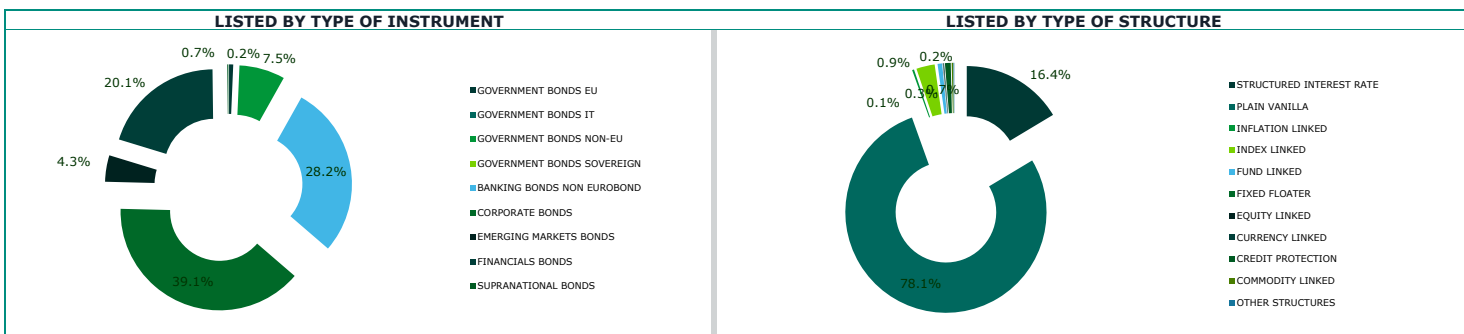 LISTED BY TYPE OF INSTRUMENT
0.7%
0.2%
7.5%
20.1%
4.3%
28.2%
39.1%
GOVERNMENT BONDS EU
GOVERNMENT BONDS IT
GOVERNMENT BONDS NON-EU
GOVERNMENT BONDS SOVEREIGN
BANKING BONDS NON EUROBOND
CORPORATE BONDS
EMERGING MARKETS BONDS
FINANCIALS BONDS
SUPRANATIONAL BONDS
LISTED BY TYPE OF STRUCTURE
0.2%
0.9%
16.4%
0.3%
0.7%
0.1%
78.1%
STRUCTURED INTEREST RATE
PLAIN VANILLA
INFLATION LINKED
INDEX LINKED
FUND LINKED
FIXED FLOATER
EQUITY LINKED
CURRENCY LINKED
CREDIT PROTECTION
COMMODITY LINKED
OTHER STRUCTURES